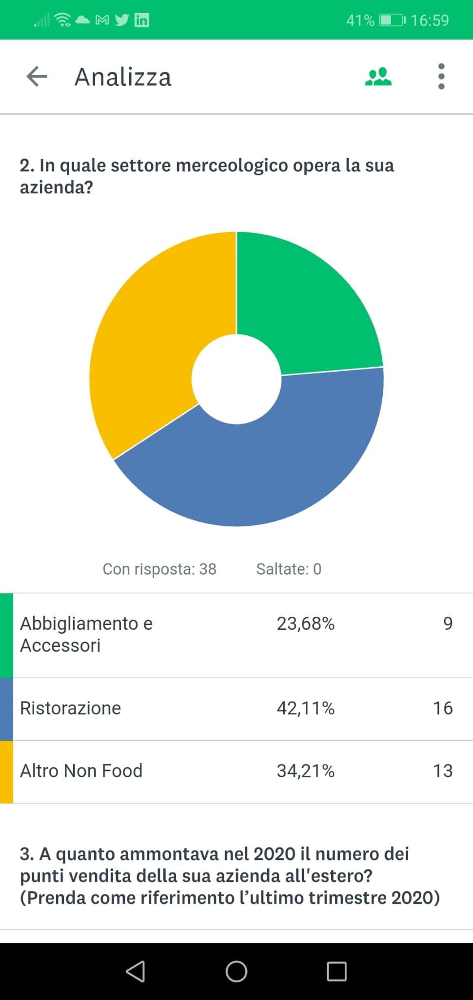 in
41% 16:59
Analizza
2. In quale settore merceologico opera la sua
azienda?
Con risposta: 38 Saltate: 0
Abbigliamento e
Accessori
23,68% 9
Ristorazione 42,11% 16
Altro Non Food 34,21% 13
3. A quanto ammontava nel 2020 il numero dei
punti vendita della sua azienda all'estero?
(Prenda come riferimento l’ultimo trimestre 2020)